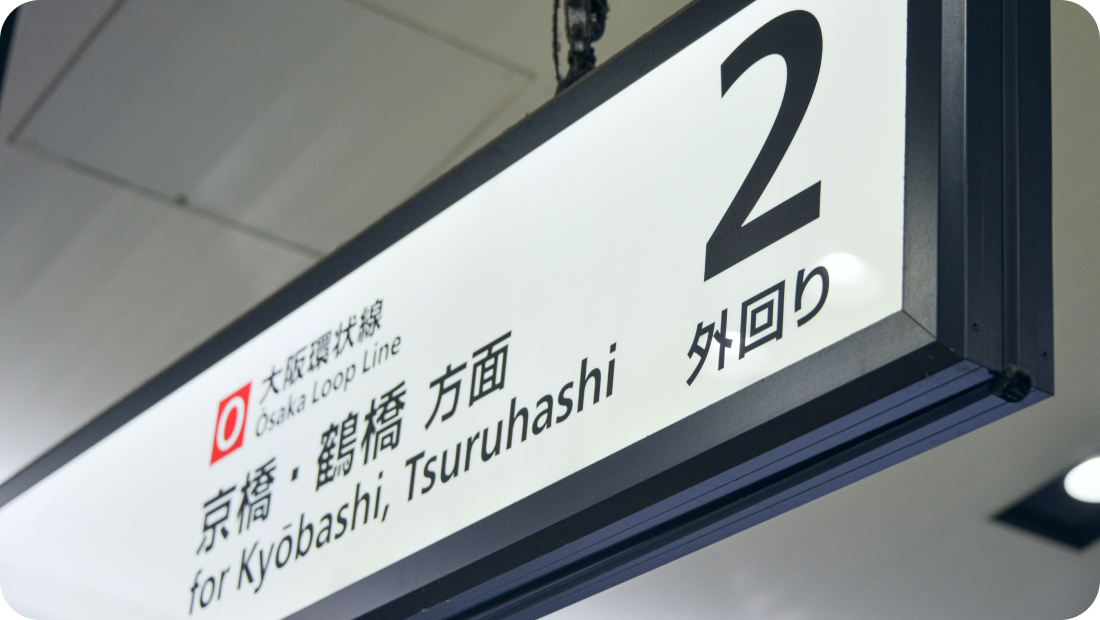 2
外回り
O 大阪環状線
Ōsaka Loop Line
京橋・鶴橋 方面
for Kyōbashi, Tsuruhashi